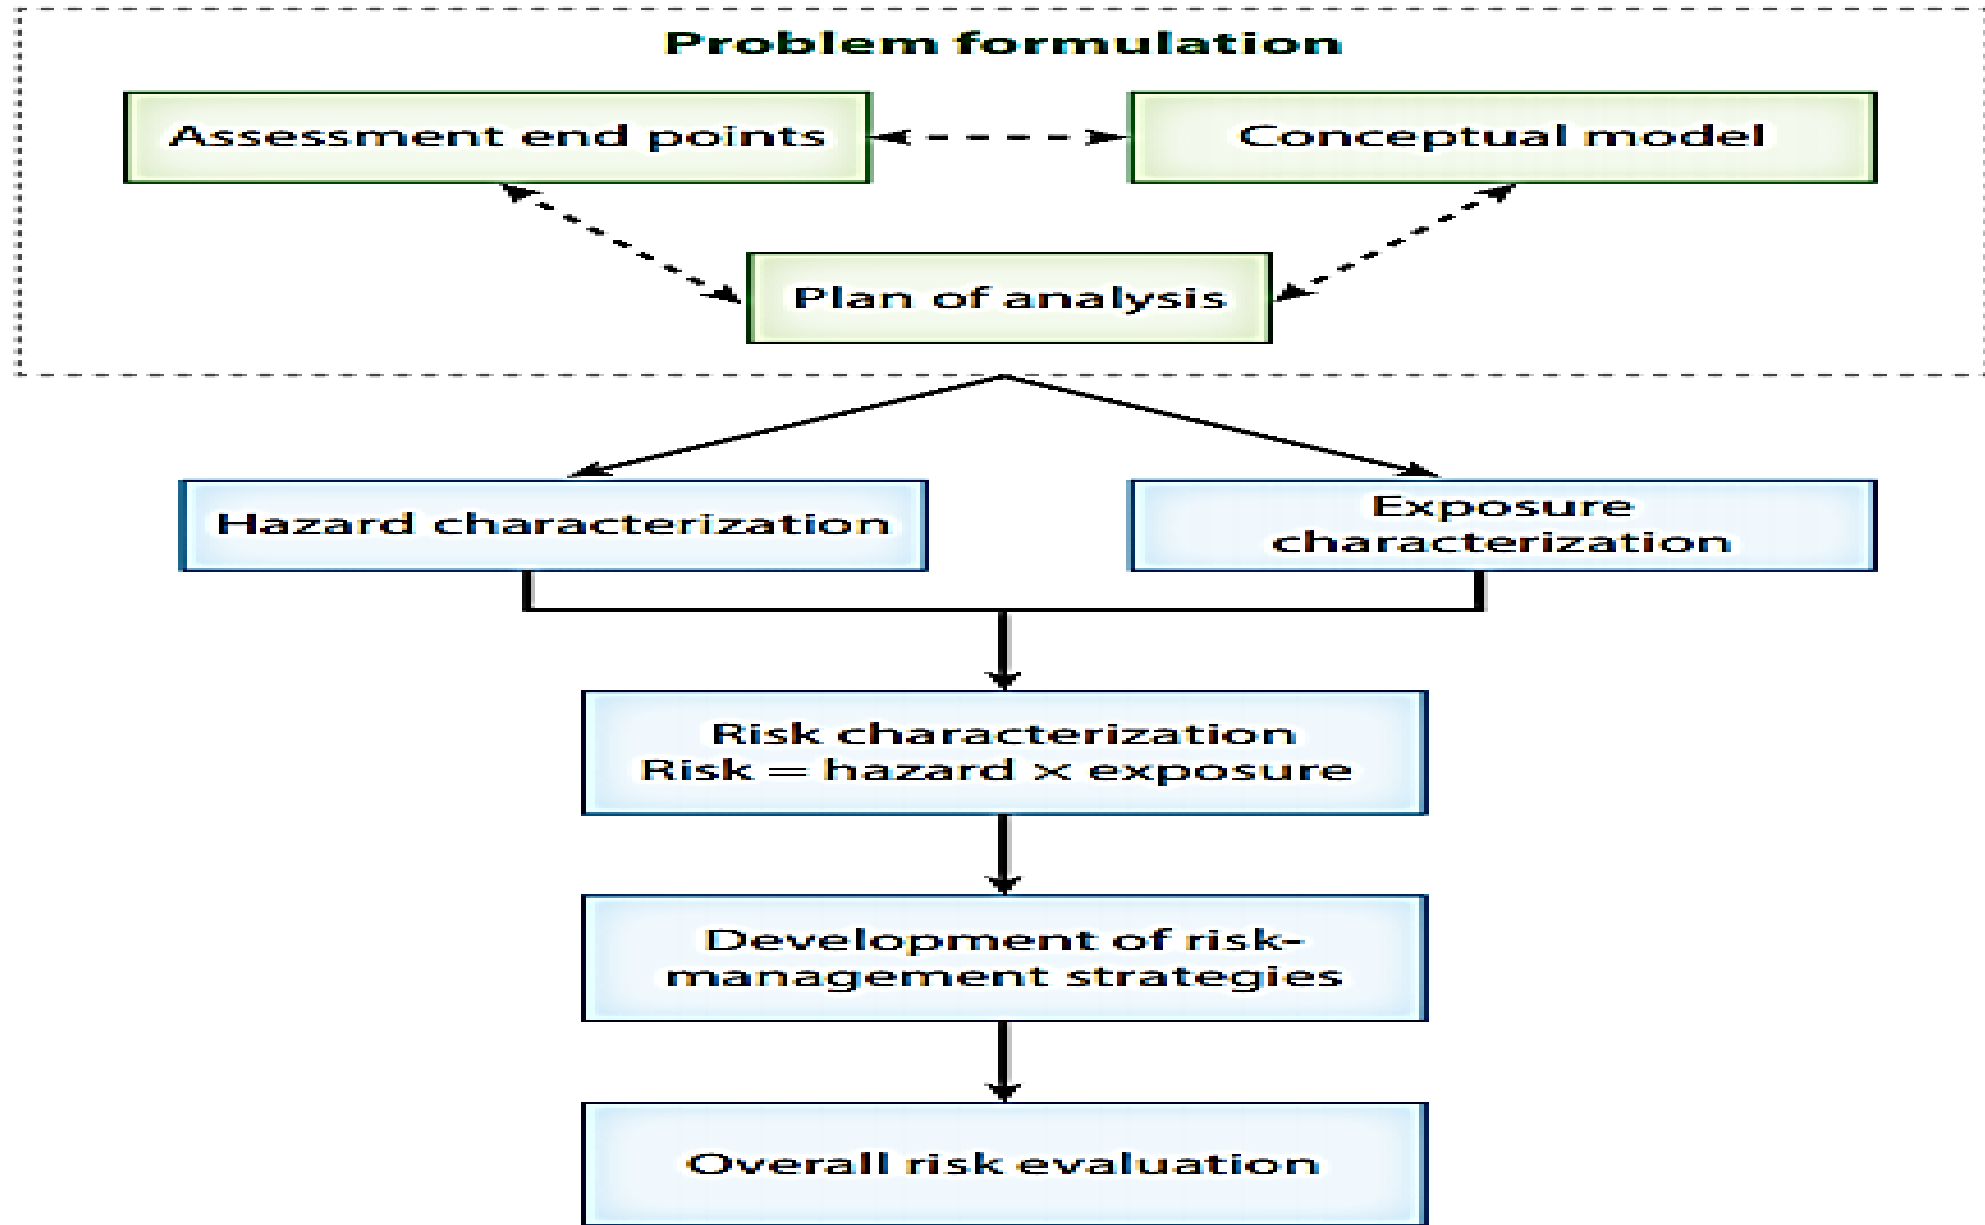 Problem formulation
Assessment end points
Conceptual model
Plan of analysis
Hazard characterization
Exposure
characterization
Risk characterization
Risk = hazard × exposure
Development of risk-
management strategies
Overall risk evaluation